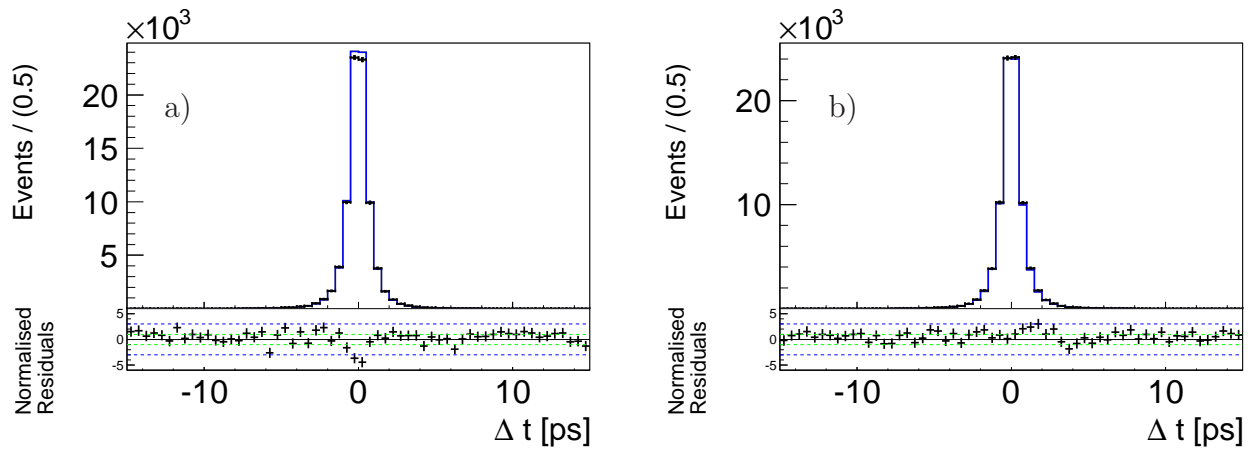 ×10³
Events / (0.5)
20
15
10
5
a)
Normalised
Residuals
5
0
-5
-10
0
10
Δ t [ps]
×10³
Events / (0.5)
20
10
b)
Normalised
Residuals
5
0
-5
-10
0
10
Δ t [ps]